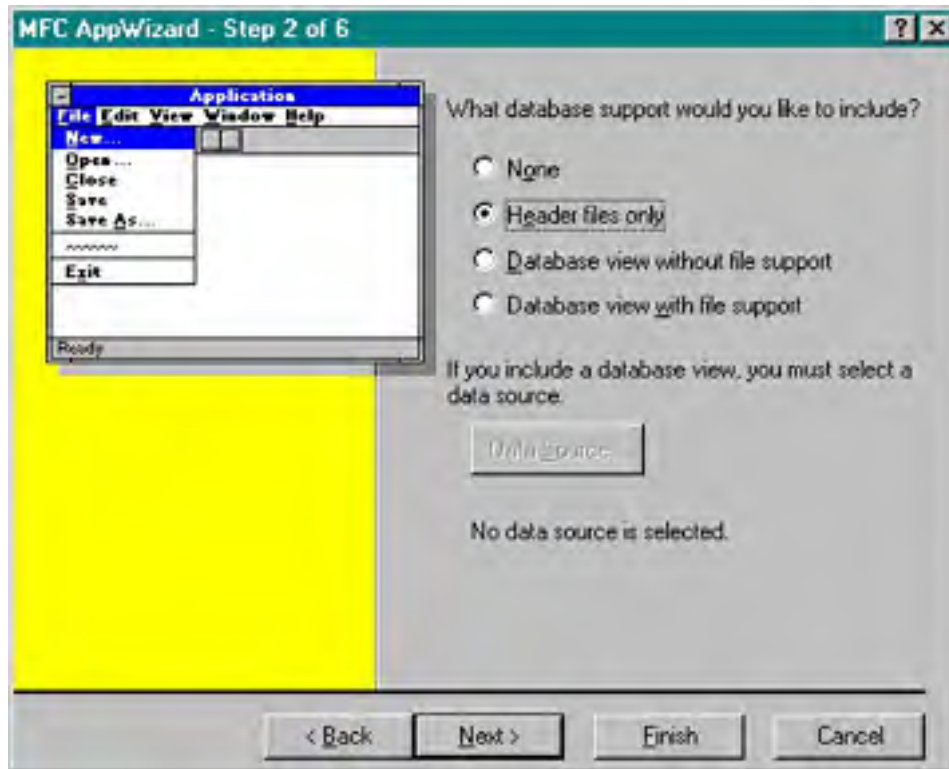 MFC AppWizard - Step 2 of 6
Application
File Edit View Window Help
New...
Open...
Close
Save
Save As...
Exit
Ready
What database support would you like to include?
None
Header files only
Database view without file support
Database view with file support
If you include a database view, you must select a
data source.
Data Source...
No data source is selected.
< Back
Next >
Finish
Cancel